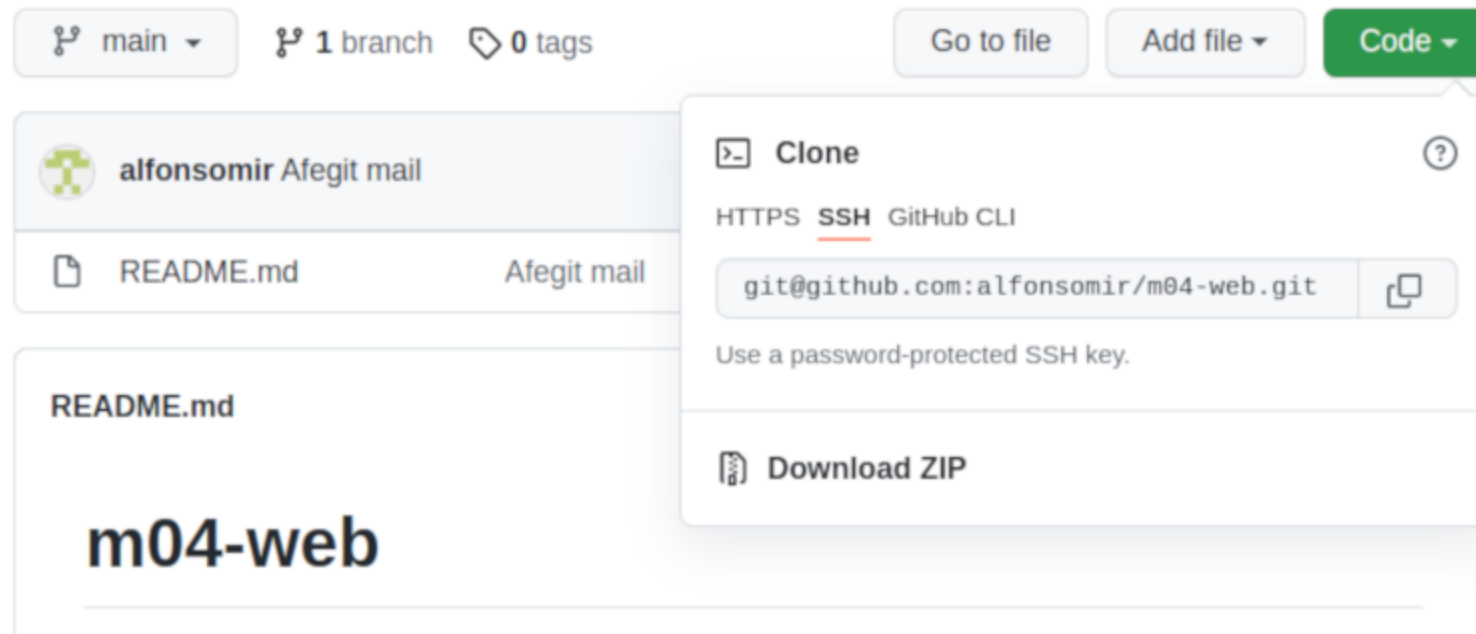 main 1 branch 0 tags Go to file Add file Code
alfonsomir Afegit mail
README.md Afegit mail
Clone
HTTPS SSH GitHub CLI
git@github.com:alfonsomir/m04-web.git
Use a password-protected SSH key.
Download ZIP
README.md
m04-web